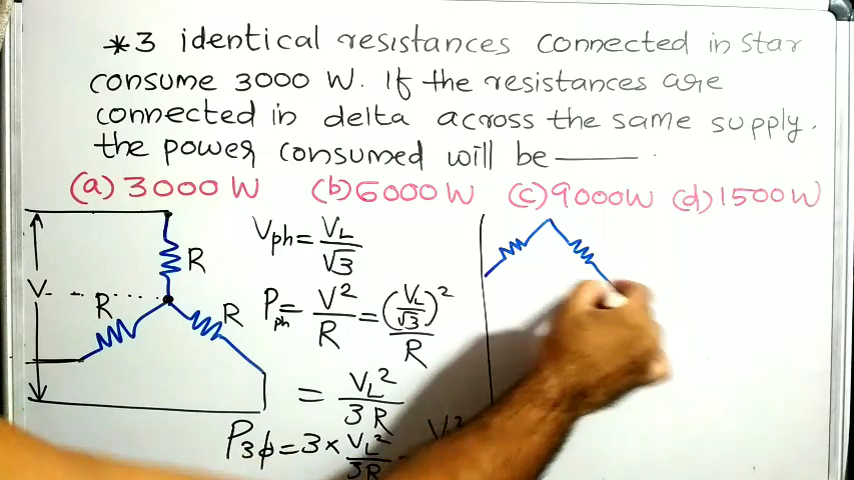 *3 identical resistances connected in star
consume 3000 W. If the resistances are
connected in delta across the same supply.
the power consumed will be ——— .
(a) 3000 W (b) 6000 W (c) 9000W (d) 1500 W
V
R
R
R
Vph = VL/√3
Pph = V²/R = (VL/√3)²/R
= VL²/3R
P3ϕ = 3 × VL²/3R =